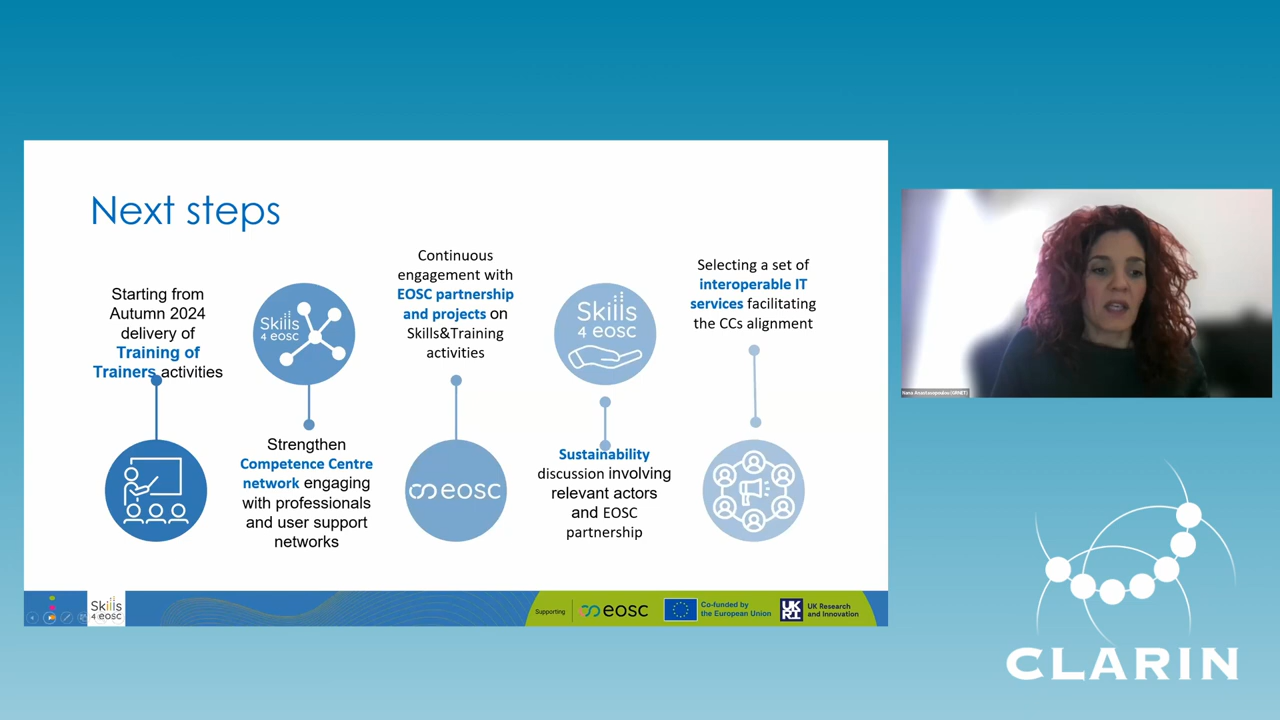 Next steps
Starting from
Autumn 2024
delivery of
Training of
Trainers activities
Skills
4 eosc
Strengthen
Competence Centre
network engaging
with professionals
and user support
networks
Continuous
engagement with
EOSC partnership
and projects on
Skills&Training
activities
eosc
Skills
4 eosc
Sustainability
discussion involving
relevant actors
and EOSC
partnership
Selecting a set of
interoperable IT
services facilitating
the CCs alignment
Skills
4 eosc
Supporting
eosc
Co-funded by
the European Union
UKRI
UK Research
and Innovation
CLARIN